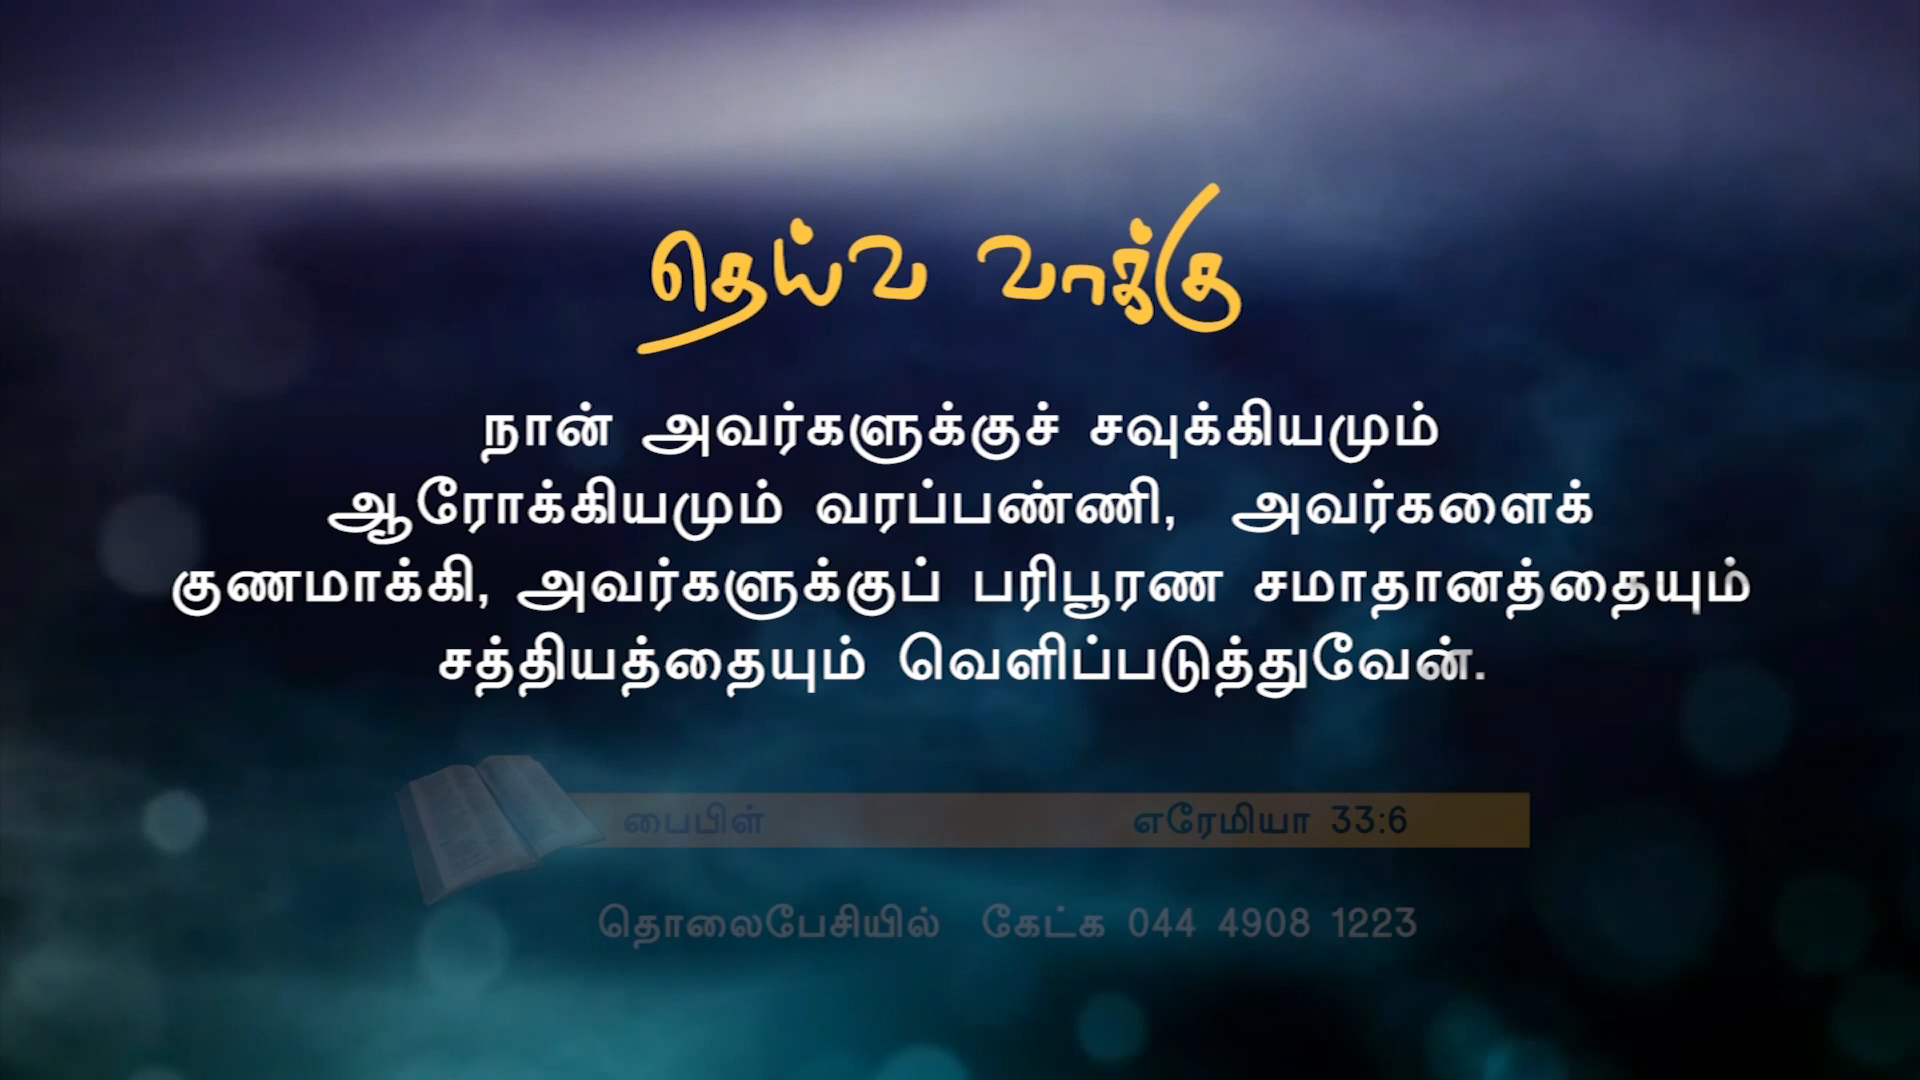 தெய்வ வாக்கு
நான் அவர்களுக்குச் சவுக்கியமும்
ஆரோக்கியமும் வரப்பண்ணி, அவர்களைக்
குணமாக்கி, அவர்களுக்குப் பரிபூரண சமாதானத்தையும்
சத்தியத்தையும் வெளிப்படுத்துவேன்.
பைபிள் எரேமியா 33:6
தொலைபேசியில் கேட்க 044 4908 1223